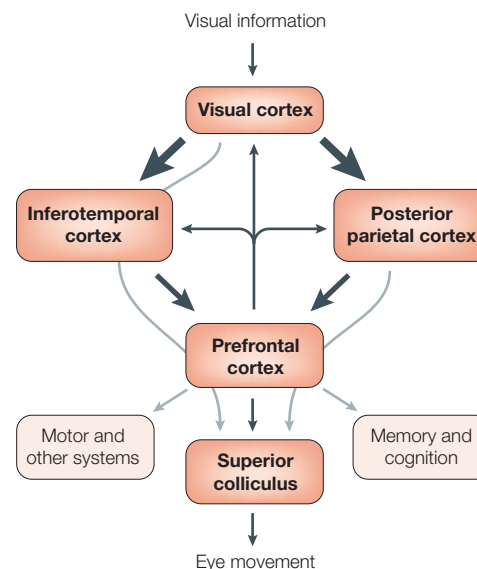 Visual information
Visual cortex
Inferotemporal
cortex
Posterior
parietal cortex
Prefrontal
cortex
Motor and
other systems
Superior
colliculus
Memory and
cognition
Eye movement